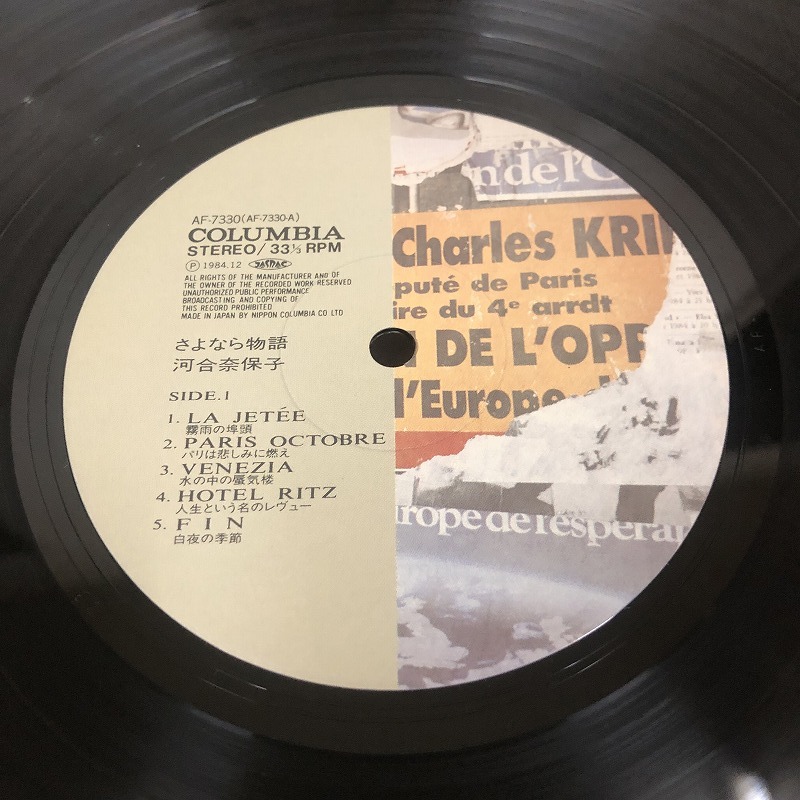 AF-7330(AF-7330-A)
COLUMBIA
STEREO/33⅓RPM
Ⓟ1984.12 JASRAC
ALL RIGHTS OF THE MANUFACTURER AND OF
THE OWNER OF THE RECORDED WORK RESERVED
UNAUTHORIZED PUBLIC PERFORMANCE
BROADCASTING AND COPYING OF
THIS RECORD PROHIBITED
MADE IN JAPAN BY NIPPON COLUMBIA CO LTD
さよなら物語
河合奈保子
SIDE.1
1. LA JETÉE
霧雨の埠頭
2. PARIS OCTOBRE
パリは悲しみに燃え
3. VENEZIA
水の中の蜃気楼
4. HOTEL RITZ
人生という名のレヴュー
5. FIN
白夜の季節
n de l'O
Charles KRI
puté de Paris
ire du 4e arrdt
DE L'OPP
l'Europe
rope de l'espéran